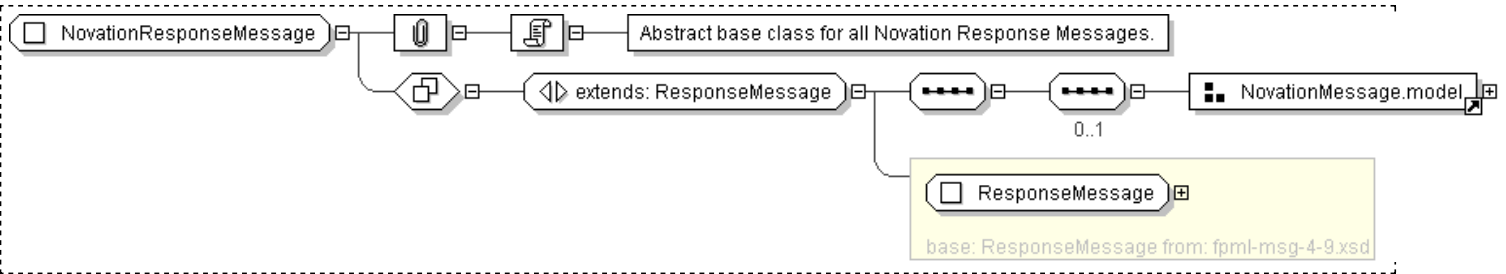 NovationResponseMessage
Abstract base class for all Novation Response Messages.
extends: ResponseMessage
NovationMessage.model
0..1
ResponseMessage
base: ResponseMessage from: fpml-msg-4-9.xsd